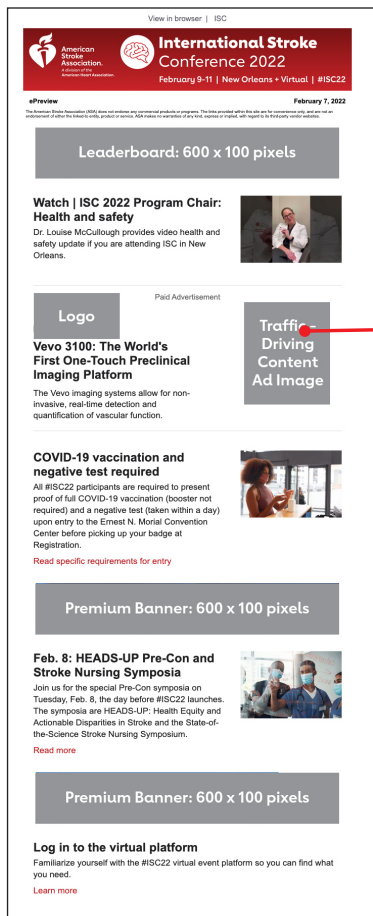 View in browser | ISC
American
Stroke
Association.
A division of the
American Heart Association.
International Stroke
Conference 2022
February 9-11 | New Orleans + Virtual | #ISC22
ePreview
February 7, 2022
The American Stroke Association (ASA) does not endorse any commercial products or programs. The links provided within this site are for convenience only, and are not an
endorsement of either the linked-to entity, product or service. ASA makes no warranties of any kind, express or implied, with regard to its third-party vendor websites.
Leaderboard: 600 x 100 pixels
Watch | ISC 2022 Program Chair:
Health and safety
Dr. Louise McCullough provides video health and
safety update if you are attending ISC in New
Orleans.
Paid Advertisement
Logo
Vevo 3100: The World's
First One-Touch Preclinical
Imaging Platform
The Vevo imaging systems allow for non-
invasive, real-time detection and
quantification of vascular function.
Traffic-
Driving
Content
Ad Image
COVID-19 vaccination and
negative test required
All #ISC22 participants are required to present
proof of full COVID-19 vaccination (booster not
required) and a negative test (taken within a day)
upon entry to the Ernest N. Morial Convention
Center before picking up your badge at
Registration.
Read specific requirements for entry
Premium Banner: 600 x 100 pixels
Feb. 8: HEADS-UP Pre-Con and
Stroke Nursing Symposia
Join us for the special Pre-Con symposia on
Tuesday, Feb. 8, the day before #ISC22 launches.
The symposia are HEADS-UP: Health Equity and
Actionable Disparities in Stroke and the State-of-
the-Science Stroke Nursing Symposium.
Read more
Premium Banner: 600 x 100 pixels
Log in to the virtual platform
Familiarize yourself with the #ISC22 virtual event platform so you can find what
you need.
Learn more